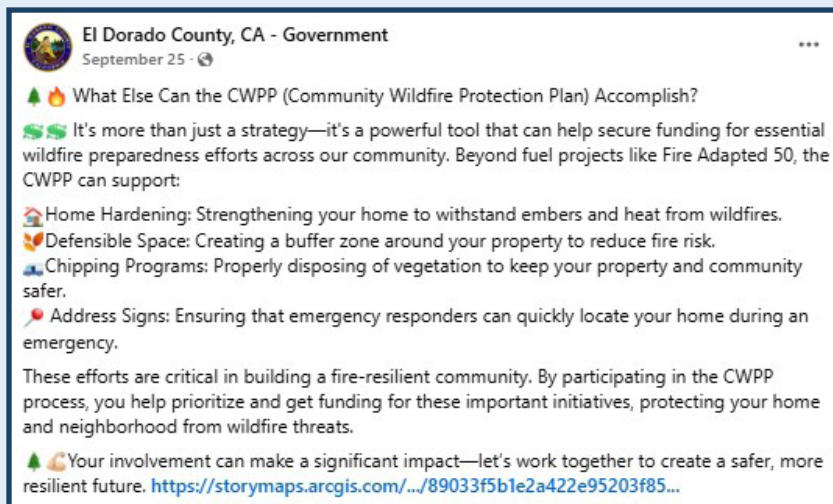 El Dorado County, CA - Government
September 25 ·
What Else Can the CWPP (Community Wildfire Protection Plan) Accomplish?
It's more than just a strategy—it's a powerful tool that can help secure funding for essential
wildfire preparedness efforts across our community. Beyond fuel projects like Fire Adapted 50, the
CWPP can support:
Home Hardening: Strengthening your home to withstand embers and heat from wildfires.
Defensible Space: Creating a buffer zone around your property to reduce fire risk.
Chipping Programs: Properly disposing of vegetation to keep your property and community
safer.
Address Signs: Ensuring that emergency responders can quickly locate your home during an
emergency.
These efforts are critical in building a fire-resilient community. By participating in the CWPP
process, you help prioritize and get funding for these important initiatives, protecting your home
and neighborhood from wildfire threats.
Your involvement can make a significant impact—let's work together to create a safer, more
resilient future. https://storymaps.arcgis.com/.../89033f5b1e2a422e95203f85...